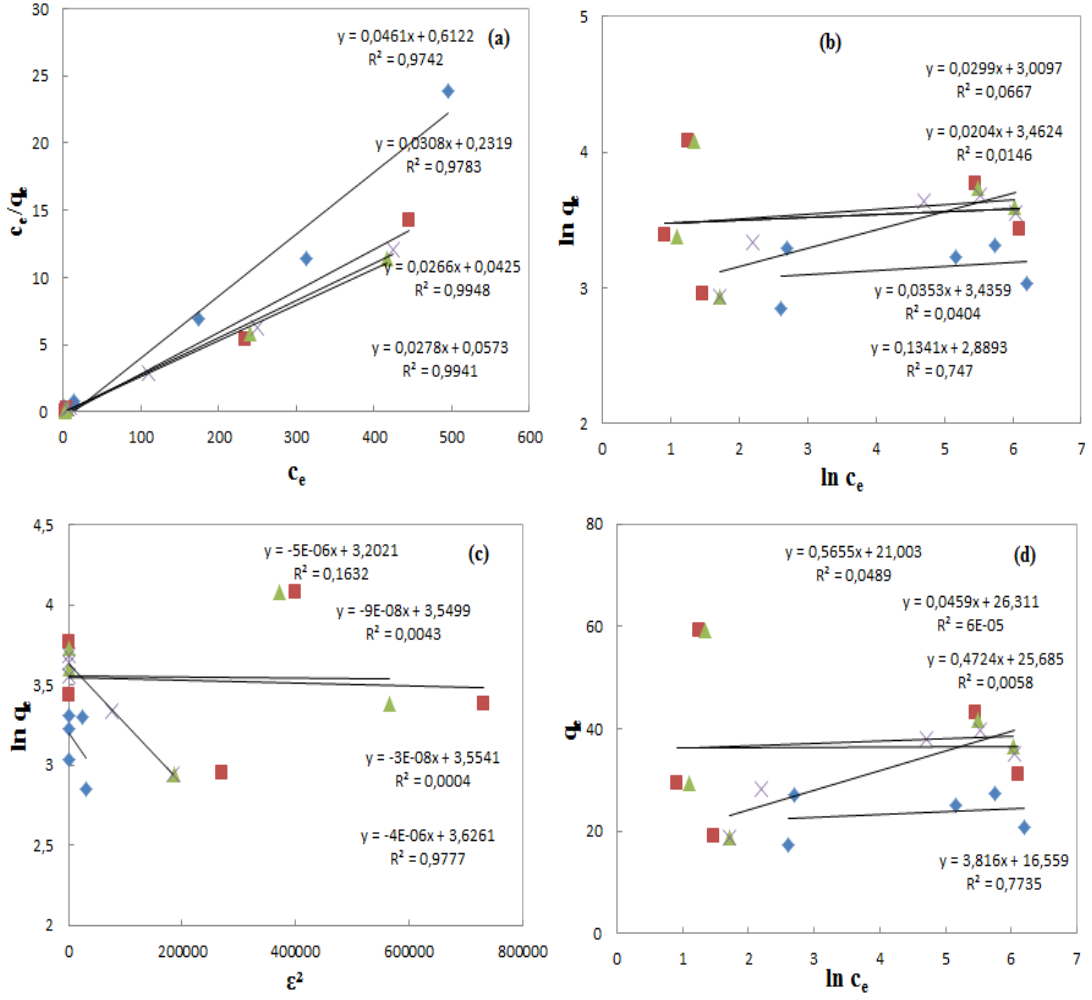 30
25
20
15
10
5
0
cₑ/qₑ
0 100 200 300 400 500 600
cₑ
(a)
y = 0,0461x + 0,6122
R² = 0,9742
y = 0,0308x + 0,2319
R² = 0,9783
y = 0,0266x + 0,0425
R² = 0,9948
y = 0,0278x + 0,0573
R² = 0,9941
5
4
3
2
ln qₑ
0 1 2 3 4 5 6 7
ln cₑ
(b)
y = 0,0299x + 3,0097
R² = 0,0667
y = 0,0204x + 3,4624
R² = 0,0146
y = 0,0353x + 3,4359
R² = 0,0404
y = 0,1341x + 2,8893
R² = 0,747
4,5
4
3,5
3
2,5
2
ln qₑ
0 200000 400000 600000 800000
ε²
(c)
y = -5E-06x + 3,2021
R² = 0,1632
y = -9E-08x + 3,5499
R² = 0,0043
y = -3E-08x + 3,5541
R² = 0,0004
y = -4E-06x + 3,6261
R² = 0,9777
80
60
40
20
0
qₑ
0 1 2 3 4 5 6 7
ln cₑ
(d)
y = 0,5655x + 21,003
R² = 0,0489
y = 0,0459x + 26,311
R² = 6E-05
y = 0,4724x + 25,685
R² = 0,0058
y = 3,816x + 16,559
R² = 0,7735